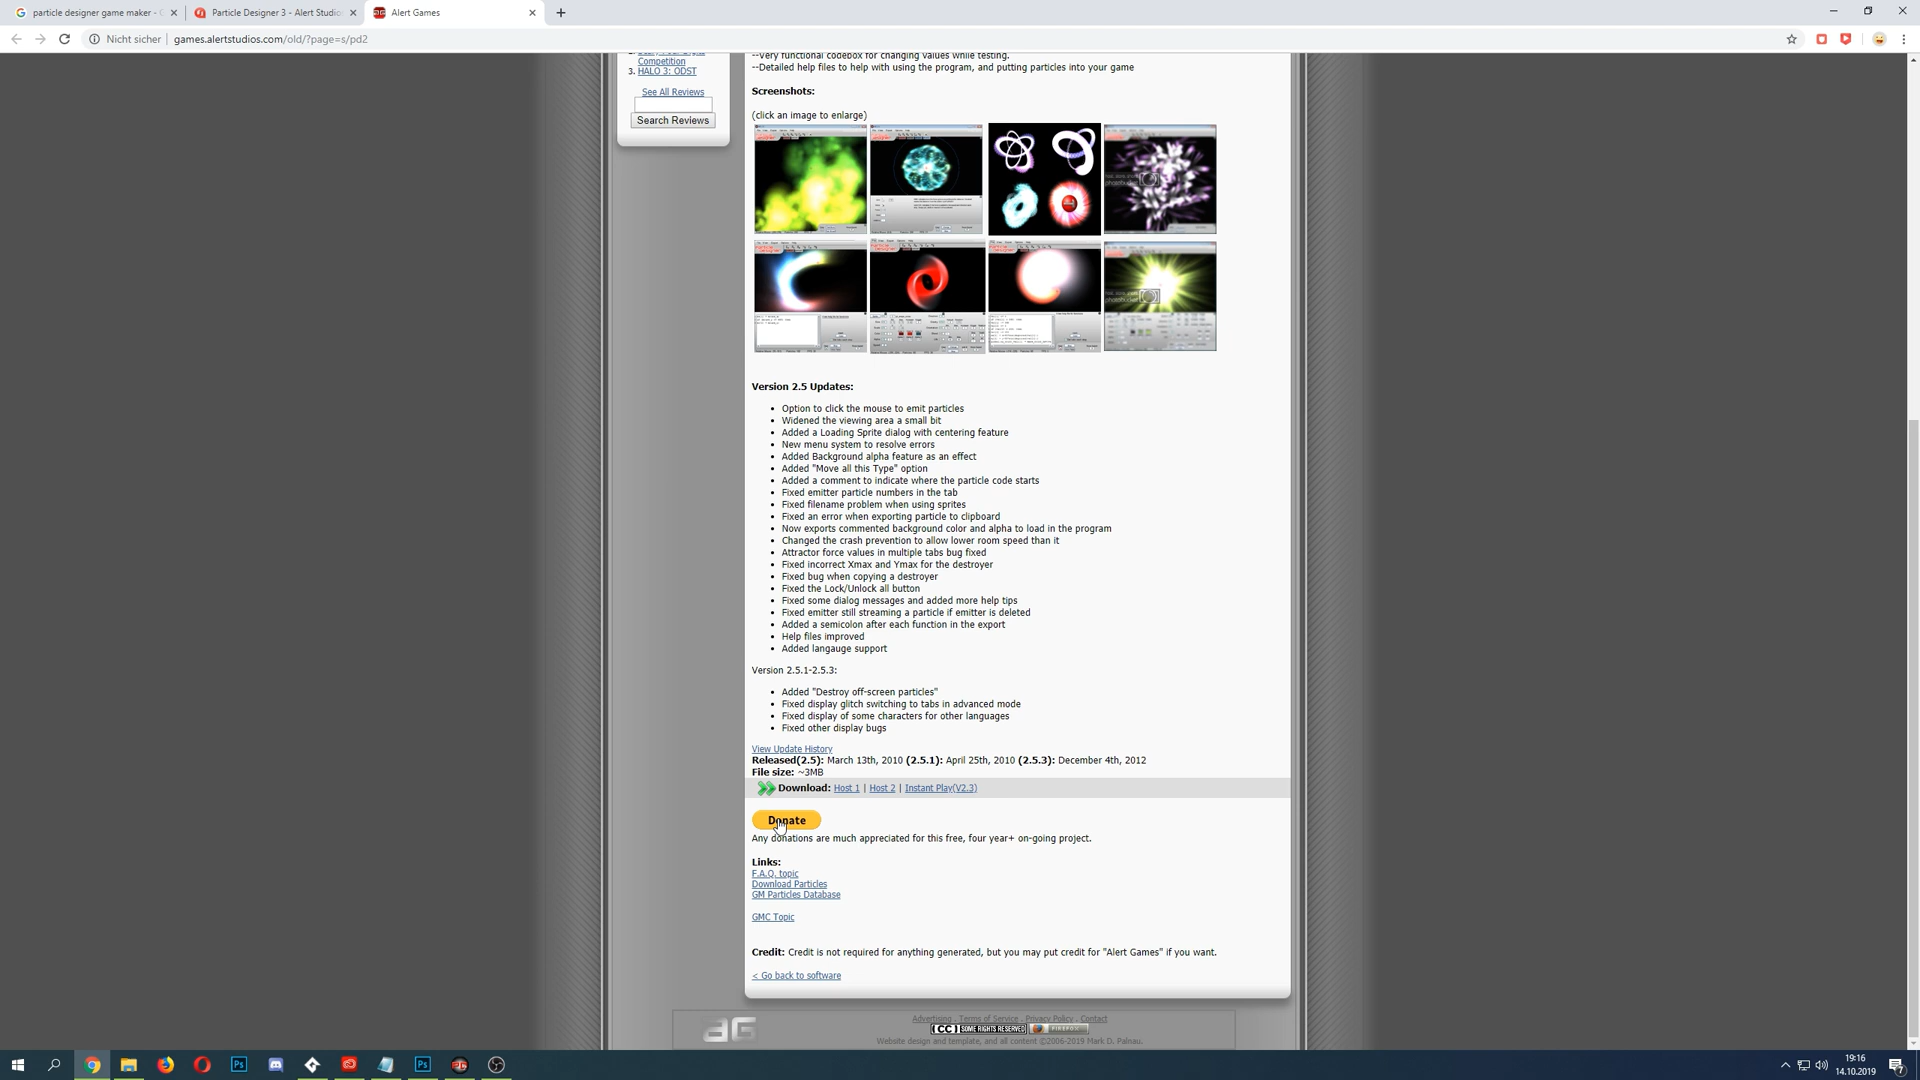 particle designer game maker - G
Particle Designer 3 - Alert Studios
Alert Games
Nicht sicher
games.alertstudios.com/old/?page=s/pd2
Competition
3. HALO 3: ODST
See All Reviews
Search Reviews
--Very functional codebox for changing values while testing.
--Detailed help files to help with using the program, and putting particles into your game
Screenshots:
(click an image to enlarge)
Version 2.5 Updates:
• Option to click the mouse to emit particles
• Widened the viewing area a small bit
• Added a Loading Sprite dialog with centering feature
• New menu system to resolve errors
• Added Background alpha feature as an effect
• Added "Move all this Type" option
• Added a comment to indicate where the particle code starts
• Fixed emitter particle numbers in the tab
• Fixed filename problem when using sprites
• Fixed an error when exporting particle to clipboard
• Now exports commented background color and alpha to load in the program
• Changed the crash prevention to allow lower room speed than it
• Attractor force values in multiple tabs bug fixed
• Fixed incorrect Xmax and Ymax for the destroyer
• Fixed bug when copying a destroyer
• Fixed the Lock/Unlock all button
• Fixed some dialog messages and added more help tips
• Fixed emitter still streaming a particle if emitter is deleted
• Added a semicolon after each function in the export
• Help files improved
• Added langauge support
Version 2.5.1-2.5.3:
• Added "Destroy off-screen particles"
• Fixed display glitch switching to tabs in advanced mode
• Fixed display of some characters for other languages
• Fixed other display bugs
View Update History
Released(2.5): March 13th, 2010 (2.5.1): April 25th, 2010 (2.5.3): December 4th, 2012
File size: ~3MB
Download: Host 1 | Host 2 | Instant Play(V2.3)
Donate
Any donations are much appreciated for this free, four year+ on-going project.
Links:
F.A.Q. topic
Download Particles
GM Particles Database
GMC Topic
Credit: Credit is not required for anything generated, but you may put credit for "Alert Games" if you want.
< Go back to software
AG
Advertising . Terms of Service . Privacy Policy . Contact
CC SOME RIGHTS RESERVED FIREFOX
Website design and template, and all content ©2006-2019 Mark D. Palnau.
Ps
Ps
19:16
14.10.2019
7